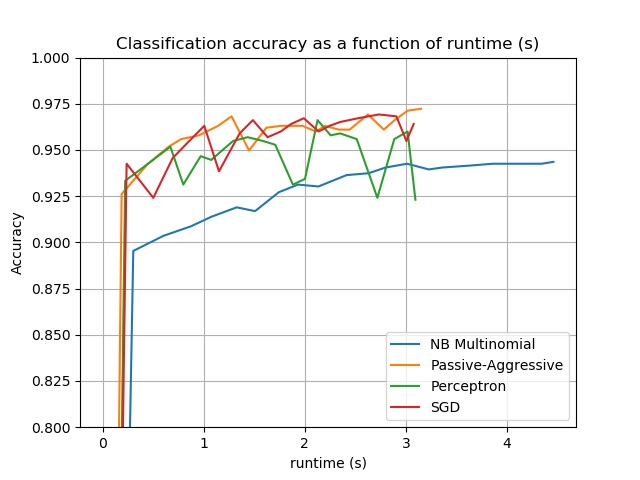 Classification accuracy as a function of runtime (s)
1.000
0.975
0.950
0.925
0.900
0.875
0.850
0.825
0.800
Accuracy
NB Multinomial
Passive-Aggressive
Perceptron
SGD
0 1 2 3 4
runtime (s)